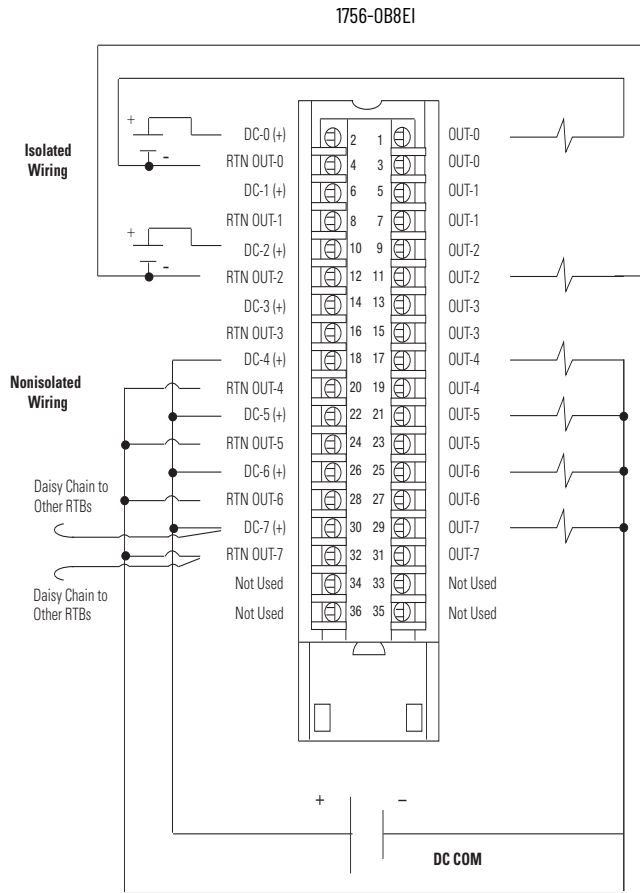 1756-OB8EI
Isolated
Wiring
+
-
+
-
DC-0 (+) 2 1 OUT-0
RTN OUT-0 4 3 OUT-0
DC-1 (+) 6 5 OUT-1
RTN OUT-1 8 7 OUT-1
DC-2 (+) 10 9 OUT-2
RTN OUT-2 12 11 OUT-2
DC-3 (+) 14 13 OUT-3
RTN OUT-3 16 15 OUT-3
DC-4 (+) 18 17 OUT-4
Nonisolated
Wiring
RTN OUT-4 20 19 OUT-4
DC-5 (+) 22 21 OUT-5
RTN OUT-5 24 23 OUT-5
DC-6 (+) 26 25 OUT-6
Daisy Chain to
Other RTBs
RTN OUT-6 28 27 OUT-6
DC-7 (+) 30 29 OUT-7
RTN OUT-7 32 31 OUT-7
Daisy Chain to
Other RTBs
Not Used 34 33 Not Used
Not Used 36 35 Not Used
+ –
DC COM